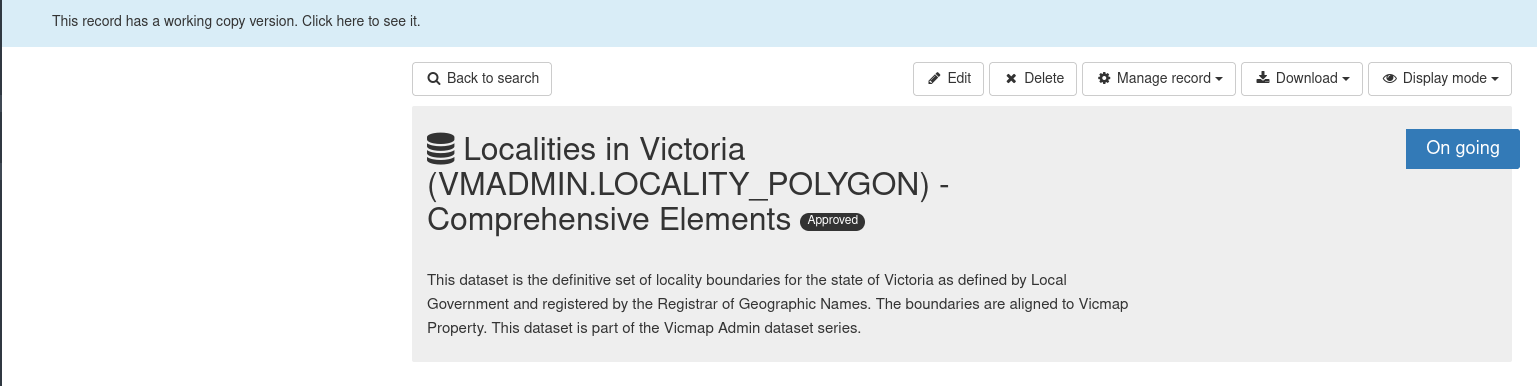 This record has a working copy version. Click here to see it.
Back to search
Edit
Delete
Manage record
Download
Display mode
Localities in Victoria
(VMADMIN.LOCALITY_POLYGON) -
Comprehensive Elements Approved
On going
This dataset is the definitive set of locality boundaries for the state of Victoria as defined by Local
Government and registered by the Registrar of Geographic Names. The boundaries are aligned to Vicmap
Property. This dataset is part of the Vicmap Admin dataset series.